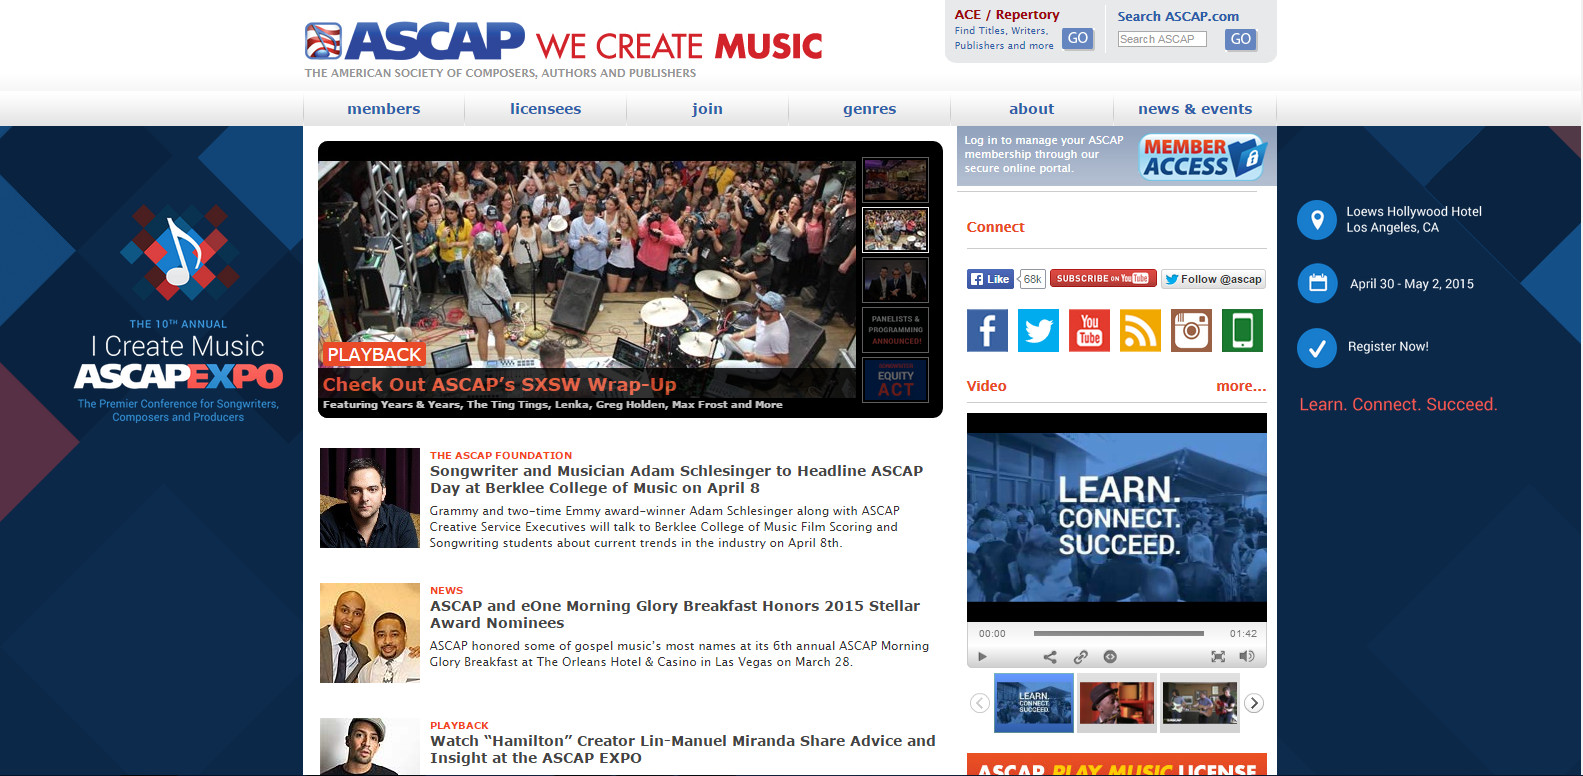 ASCAP WE CREATE MUSIC
THE AMERICAN SOCIETY OF COMPOSERS, AUTHORS AND PUBLISHERS
ACE / Repertory
Find Titles, Writers,
Publishers and more
GO
Search ASCAP.com
Search ASCAP
GO
members
licensees
join
genres
about
news & events
THE 10TH ANNUAL
I Create Music
ASCAPEXPO
The Premier Conference for Songwriters,
Composers and Producers
PLAYBACK
Check Out ASCAP's SXSW Wrap-Up
Featuring Years & Years, The Ting Tings, Lenka, Greg Holden, Max Frost and More
PANELISTS &
PROGRAMMING
ANNOUNCED!
EQUITY
ACT
THE ASCAP FOUNDATION
Songwriter and Musician Adam Schlesinger to Headline ASCAP
Day at Berklee College of Music on April 8
Grammy and two-time Emmy award-winner Adam Schlesinger along with ASCAP
Creative Service Executives will talk to Berklee College of Music Film Scoring and
Songwriting students about current trends in the industry on April 8th.
NEWS
ASCAP and eOne Morning Glory Breakfast Honors 2015 Stellar
Award Nominees
ASCAP honored some of gospel music's most names at its 6th annual ASCAP Morning
Glory Breakfast at The Orleans Hotel & Casino in Las Vegas on March 28.
PLAYBACK
Watch “Hamilton” Creator Lin-Manuel Miranda Share Advice and
Insight at the ASCAP EXPO
Log in to manage your ASCAP
membership through our
secure online portal.
MEMBER
ACCESS
Connect
Like
68k
SUBSCRIBE ON YouTube
Follow @ascap
You
Tube
Video
more...
LEARN.
CONNECT.
SUCCEED.
00:00
01:42
LEARN.
CONNECT.
SUCCEED.
ASCAP PLAY MUSIC LICENSE
Loews Hollywood Hotel
Los Angeles, CA
April 30 - May 2, 2015
Register Now!
Learn. Connect. Succeed.